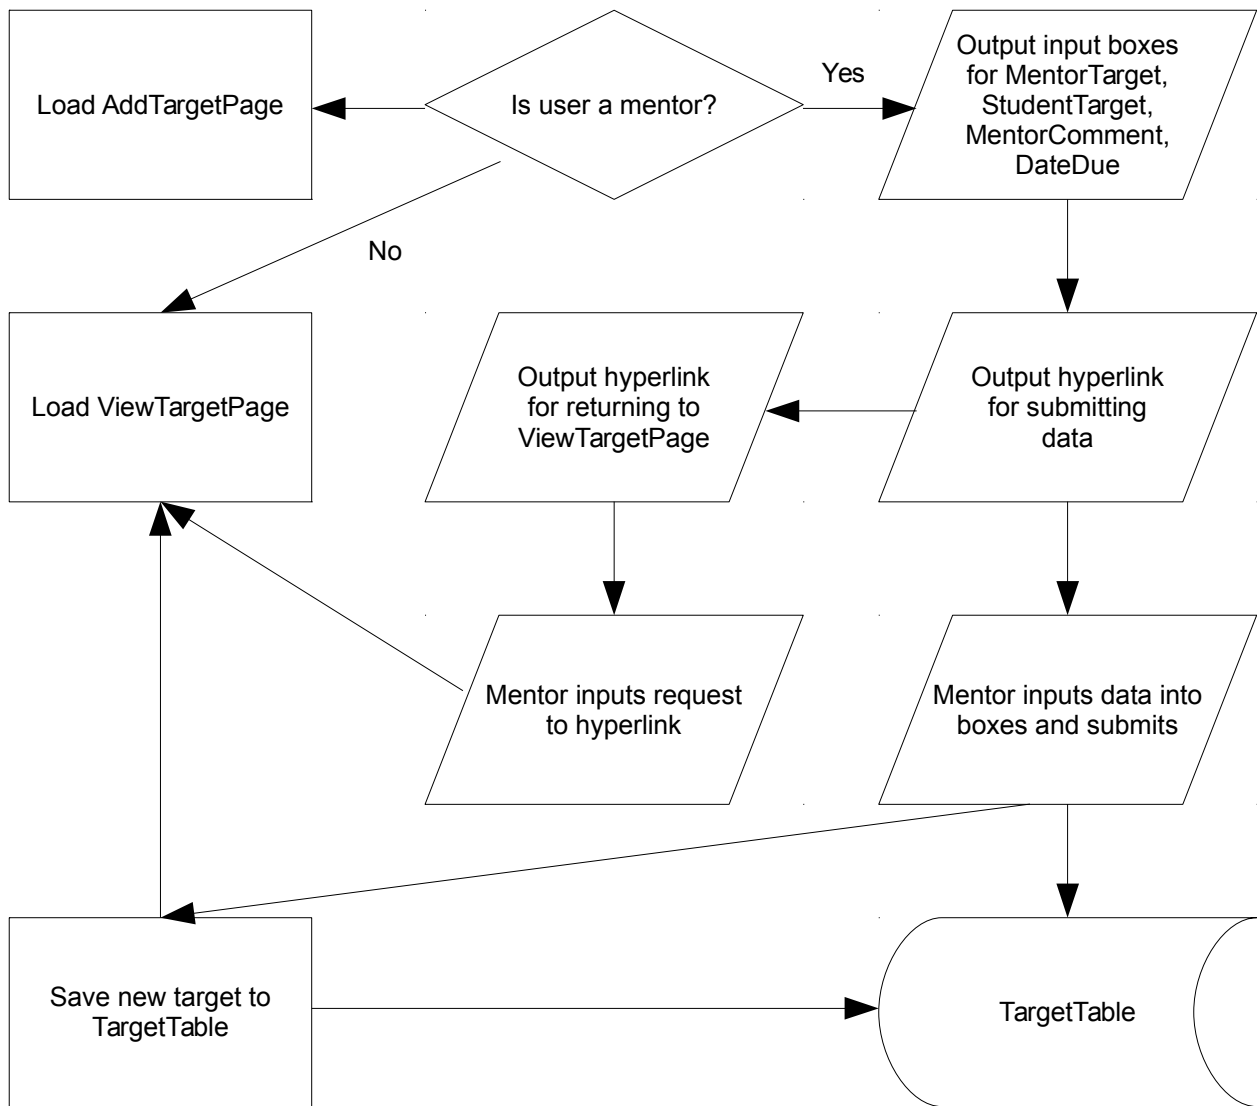 Load AddTargetPage
Is user a mentor?
Yes
Output input boxes
for MentorTarget,
StudentTarget,
MentorComment,
DateDue
No
Load ViewTargetPage
Output hyperlink
for returning to
ViewTargetPage
Output hyperlink
for submitting
data
Mentor inputs request
to hyperlink
Mentor inputs data into
boxes and submits
Save new target to
TargetTable
TargetTable